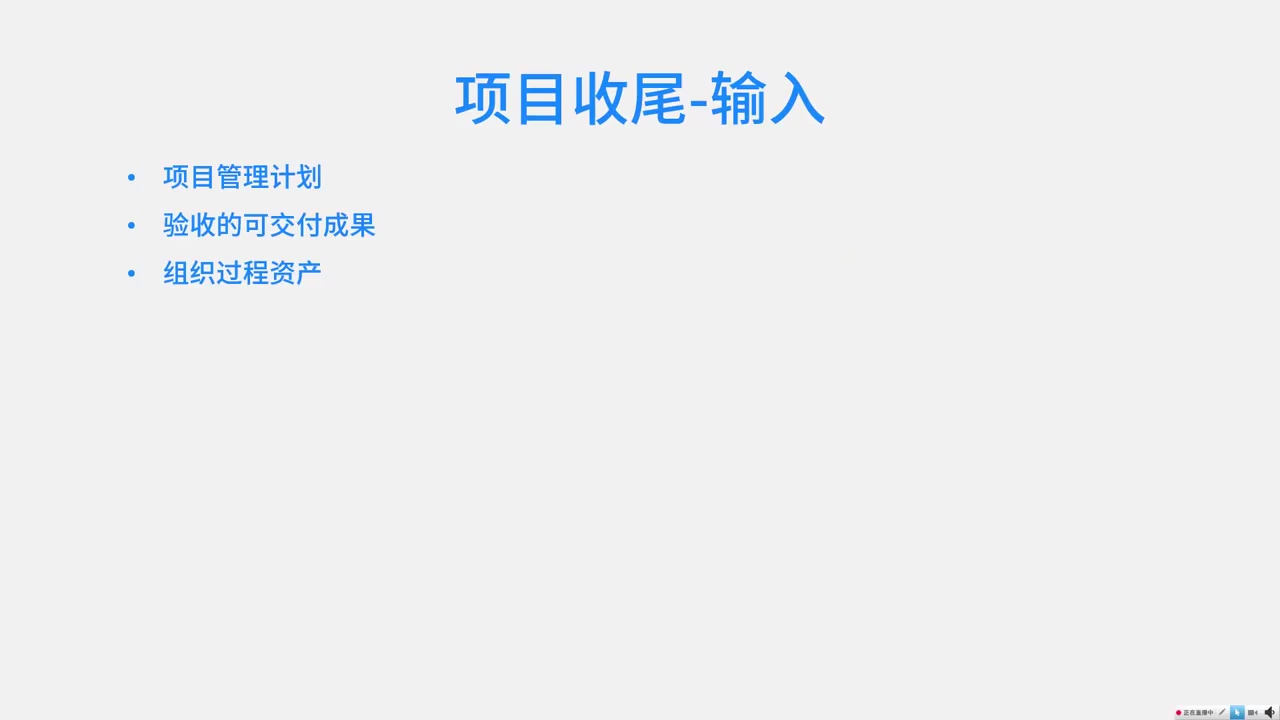 项目收尾-输入
• 项目管理计划
• 验收的可交付成果
• 组织过程资产
正在直播中